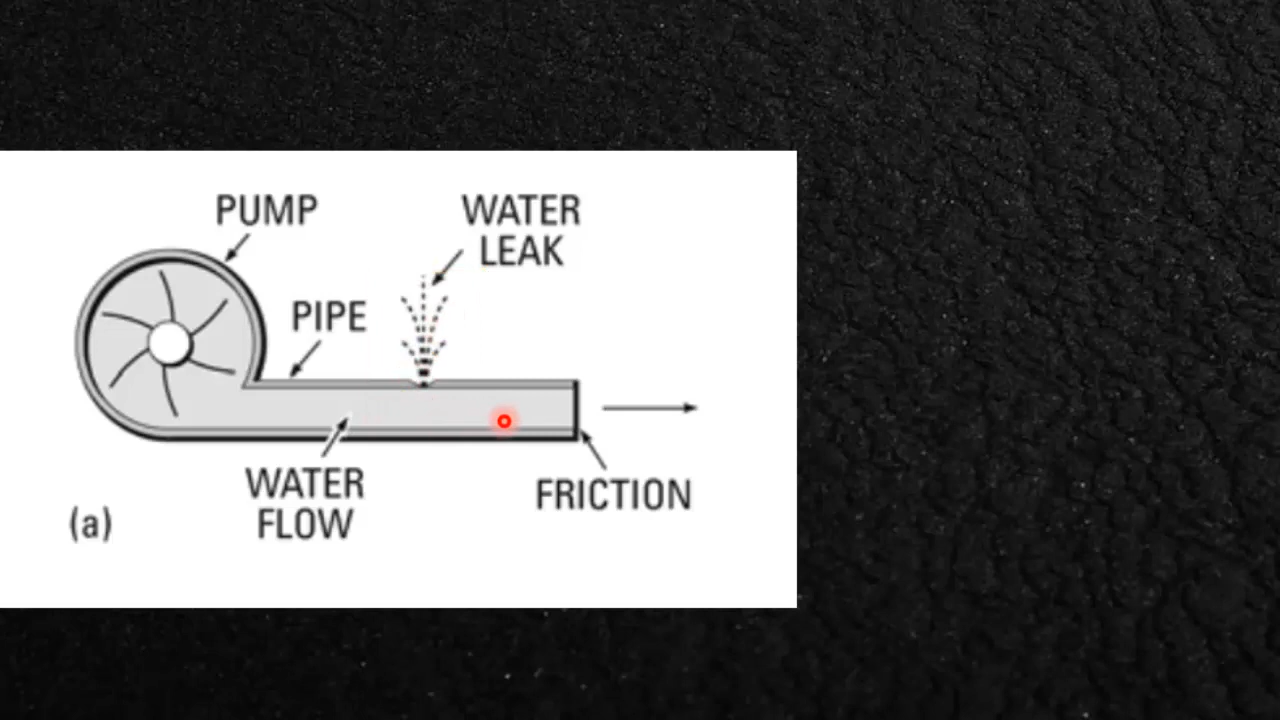 PUMP
WATER
LEAK
PIPE
WATER
FLOW
FRICTION
(a)